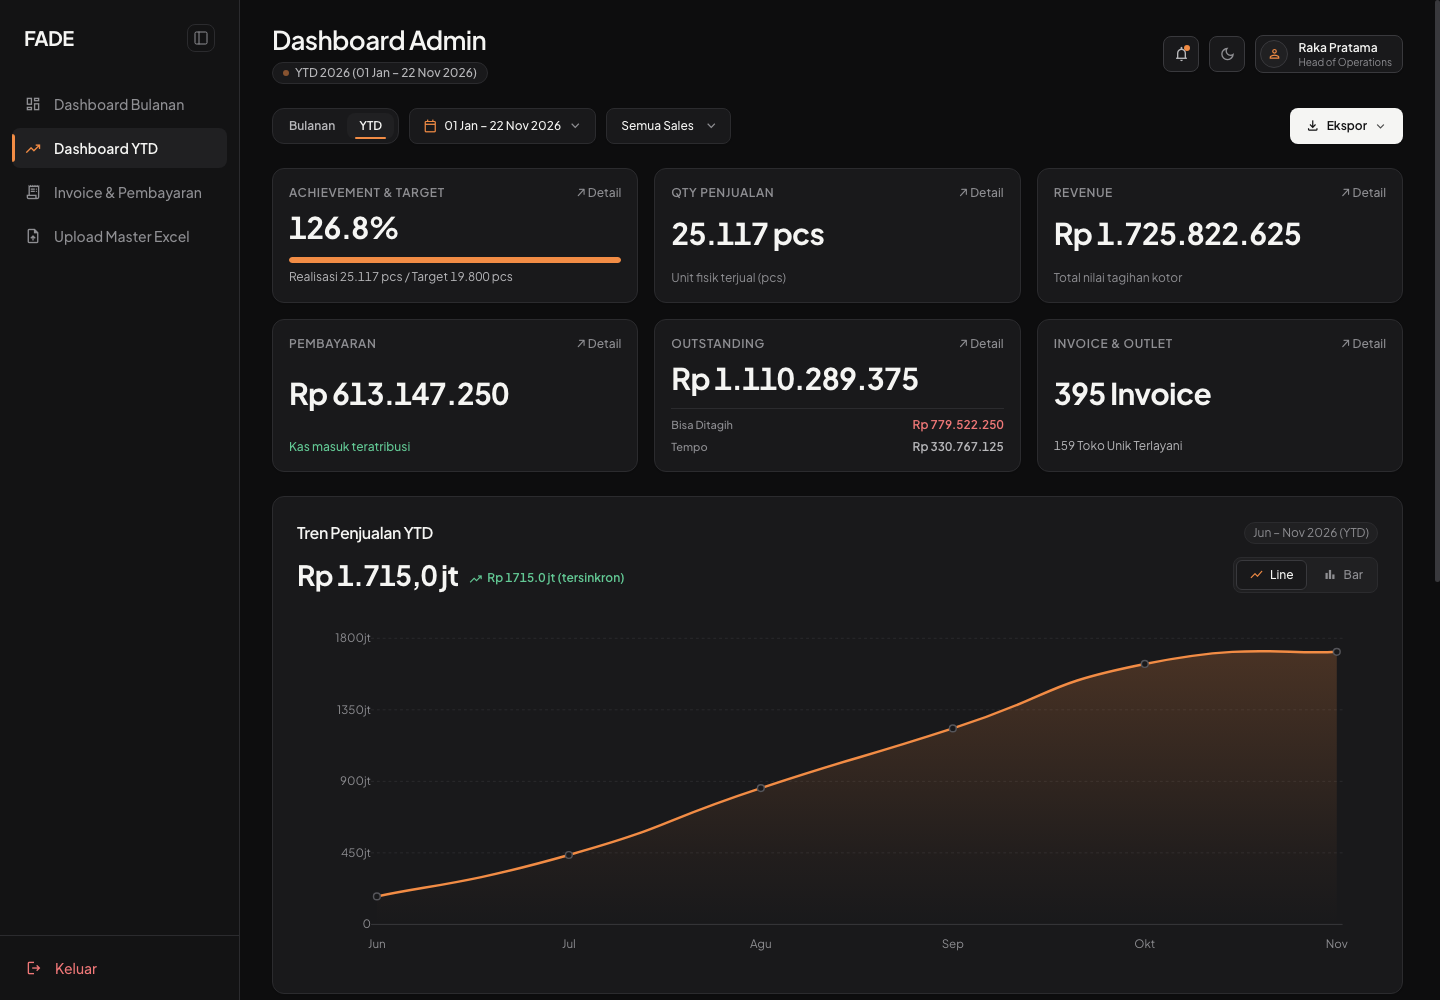 FADE
Dashboard Bulanan
Dashboard YTD
Invoice & Pembayaran
Upload Master Excel
Keluar
Dashboard Admin
YTD 2026 (01 Jan – 22 Nov 2026)
Raka Pratama
Head of Operations
Bulanan YTD 01 Jan – 22 Nov 2026 Semua Sales Ekspor
ACHIEVEMENT & TARGET Detail
126.8%
Realisasi 25.117 pcs / Target 19.800 pcs
QTY PENJUALAN Detail
25.117 pcs
Unit fisik terjual (pcs)
REVENUE Detail
Rp 1.725.822.625
Total nilai tagihan kotor
PEMBAYARAN Detail
Rp 613.147.250
Kas masuk teratribusi
OUTSTANDING Detail
Rp 1.110.289.375
Bisa Ditagih Rp 779.522.250
Tempo Rp 330.767.125
INVOICE & OUTLET Detail
395 Invoice
159 Toko Unik Terlayani
Tren Penjualan YTD
Jun – Nov 2026 (YTD)
Rp 1.715,0 jt Rp 1715.0 jt (tersinkron)
Line Bar
1800jt
1350jt
900jt
450jt
0
Jun Jul Agu Sep Okt Nov